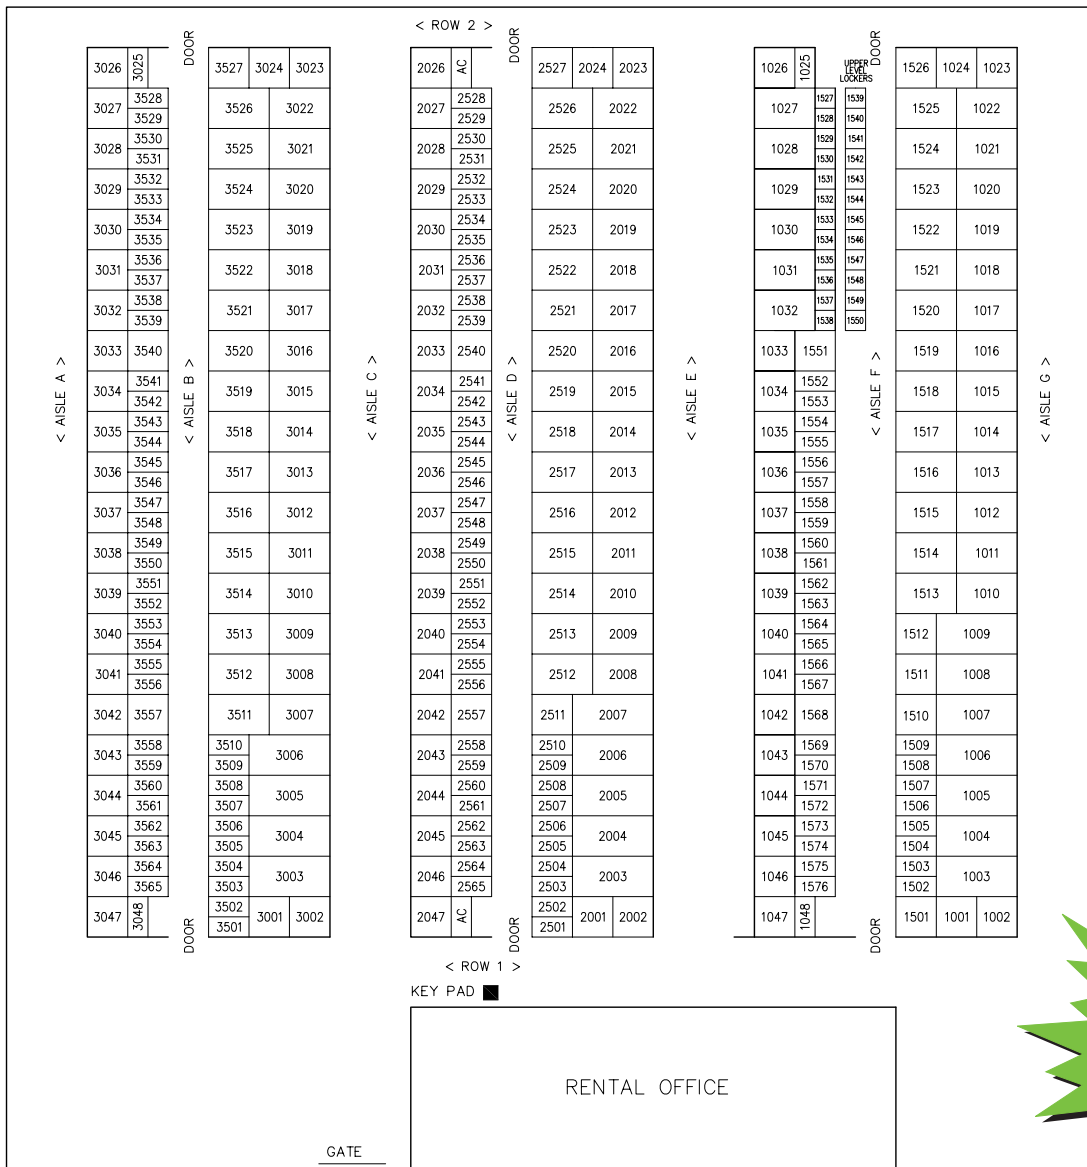 < ROW 2 >
DOOR DOOR DOOR
3026 3025 3527 3024 3023 2026 AC 2527 2024 2023 1026 1025 UPPER LEVEL LOCKERS 1526 1024 1023
3528 2528 1527 1539
3027 3526 3022 2027 2526 2022 1027 1525 1022
3529 2529 1528 1540
3530 2530 1529 1541
3028 3525 3021 2028 2525 2021 1028 1524 1021
3531 2531 1530 1542
3532 2532 1531 1543
3029 3524 3020 2029 2524 2020 1029 1523 1020
3533 2533 1532 1544
3534 2534 1533 1545
3030 3523 3019 2030 2523 2019 1030 1522 1019
3535 2535 1534 1546
3536 2536 1535 1547
3031 3522 3018 2031 2522 2018 1031 1521 1018
3537 2537 1536 1548
3538 2538 1537 1549
3032 3521 3017 2032 2521 2017 1032 1520 1017
3539 2539 1538 1550
3033 3540 3520 3016 2033 2540 2520 2016 1033 1551 1519 1016
< AISLE A > < AISLE B > < AISLE C > < AISLE D > < AISLE E > < AISLE F > < AISLE G >
3541 2541 1552
3034 3519 3015 2034 2519 2015 1034 1518 1015
3542 2542 1553
3543 2543 1554
3035 3518 3014 2035 2518 2014 1035 1517 1014
3544 2544 1555
3545 2545 1556
3036 3517 3013 2036 2517 2013 1036 1516 1013
3546 2546 1557
3547 2547 1558
3037 3516 3012 2037 2516 2012 1037 1515 1012
3548 2548 1559
3549 2549 1560
3038 3515 3011 2038 2515 2011 1038 1514 1011
3550 2550 1561
3551 2551 1562
3039 3514 3010 2039 2514 2010 1039 1513 1010
3552 2552 1563
3553 2553 1564
3040 3513 3009 2040 2513 2009 1040 1512 1009
3554 2554 1565
3555 2555 1566
3041 3512 3008 2041 2512 2008 1041 1511 1008
3556 2556 1567
3042 3557 3511 3007 2042 2557 2511 2007 1042 1568 1510 1007
3558 3510 2558 2510 1569 1509
3043 3006 2043 2006 1043 1006
3559 3509 2559 2509 1570 1508
3560 3508 2560 2508 1571 1507
3044 3005 2044 2005 1044 1005
3561 3507 2561 2507 1572 1506
3562 3506 2562 2506 1573 1505
3045 3004 2045 2004 1045 1004
3563 3505 2563 2505 1574 1504
3564 3504 2564 2504 1575 1503
3046 3003 2046 2003 1046 1003
3565 3503 2565 2503 1576 1502
3502 2502
3047 3048 3001 3002 2047 AC 2001 2002 1047 1048 1501 1001 1002
3501 2501
DOOR DOOR DOOR
< ROW 1 >
KEY PAD
RENTAL OFFICE
GATE